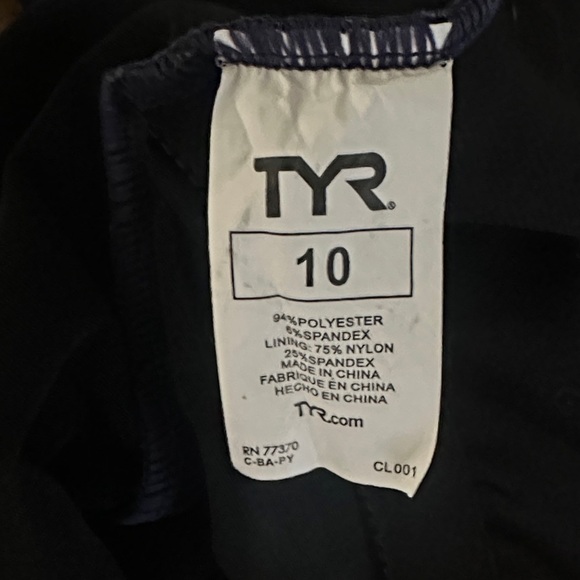 TYR®
10
94%POLYESTER
6%SPANDEX
LINING: 75% NYLON
25%SPANDEX
MADE IN CHINA
FABRIQUE EN CHINA
HECHO EN CHINA
TYR.com
RN 77370
C-BA-PY
CL001